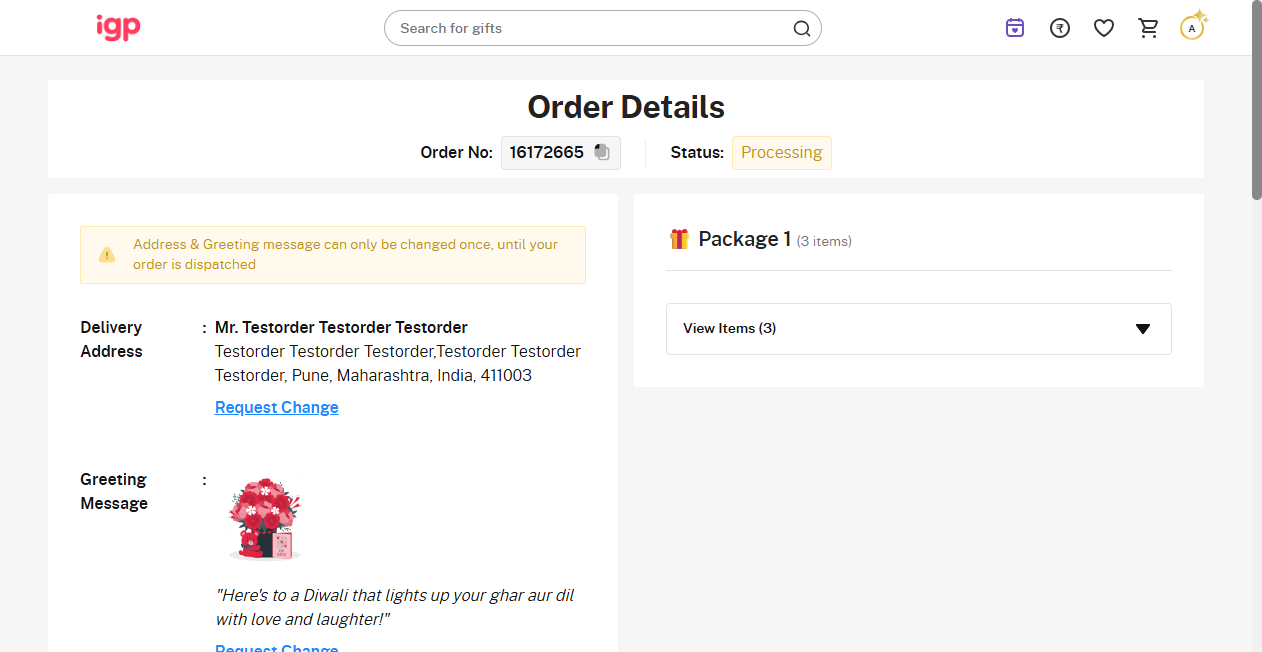 igp
Search for gifts
₹
A
Order Details
Order No: 16172665
Status: Processing
Address & Greeting message can only be changed once, until your
order is dispatched
Delivery Address
:
Mr. Testorder Testorder Testorder
Testorder Testorder Testorder,Testorder Testorder
Testorder, Pune, Maharashtra, India, 411003
Request Change
Greeting Message
:
"Here's to a Diwali that lights up your ghar aur dil
with love and laughter!"
Request Change
Package 1 (3 items)
View Items (3)